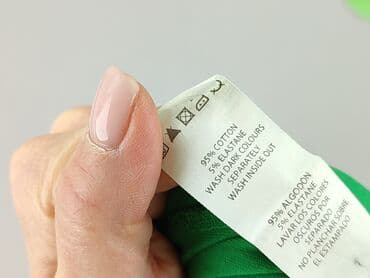 95% COTTON
5% ELASTANE
WASH DARK COLOURS
SEPARATELY
WASH INSIDE OUT
95% ALGODON
5% ELASTANE
LAVAR LOS COLORES
OSCUROS POR
SEPARADO
NO PLANCHAR SOBRE
EL ESTAMPADO